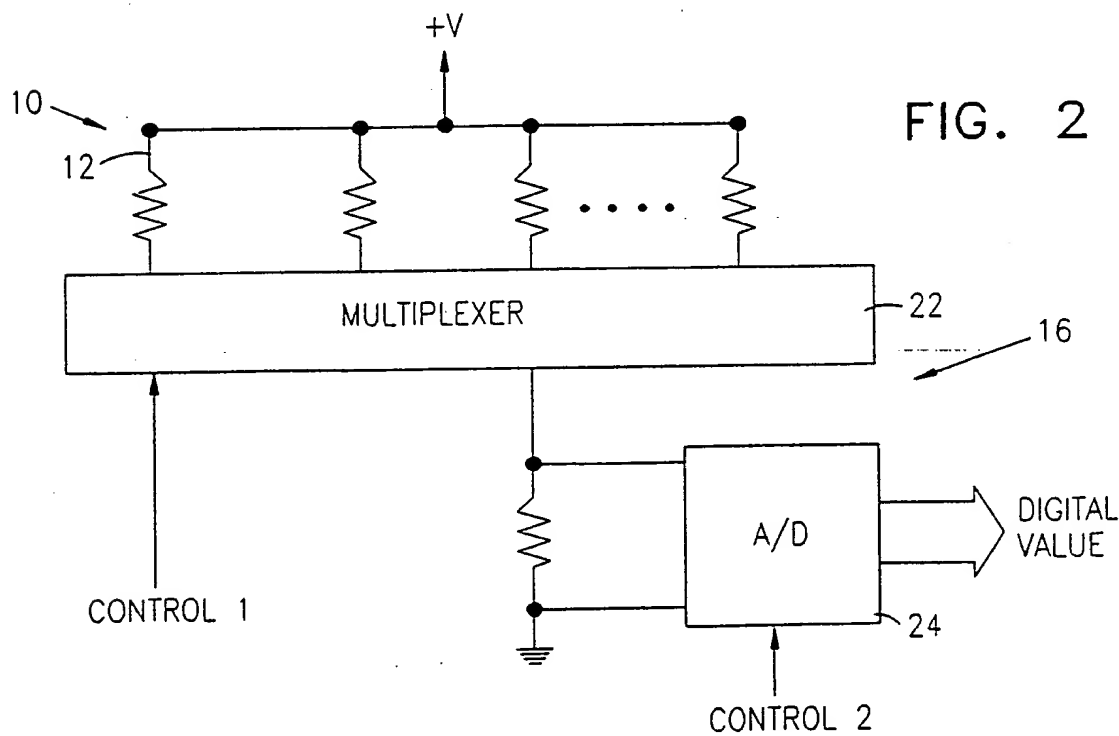 +V
10
FIG. 2
12
MULTIPLEXER
22
16
A/D
DIGITAL
VALUE
CONTROL 1
24
CONTROL 2